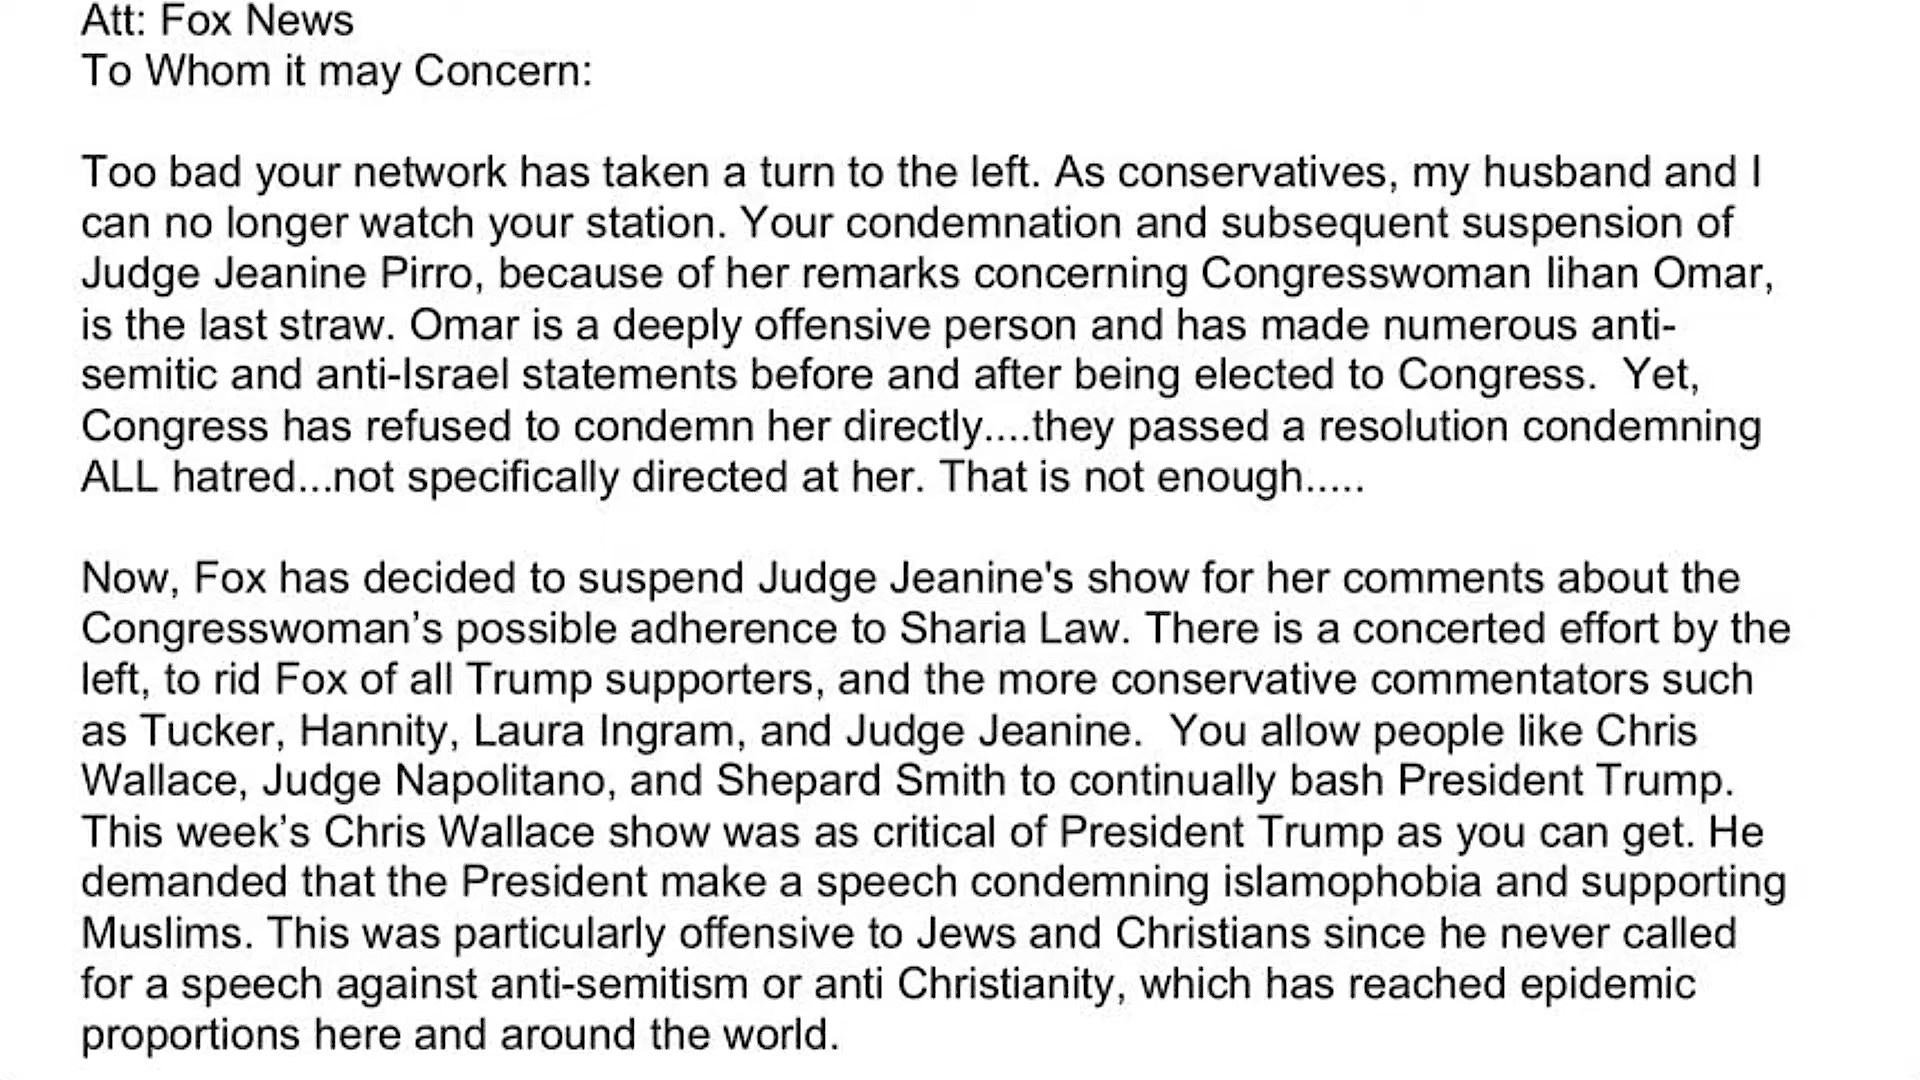 Att: Fox News
To Whom it may Concern:
Too bad your network has taken a turn to the left. As conservatives, my husband and I
can no longer watch your station. Your condemnation and subsequent suspension of
Judge Jeanine Pirro, because of her remarks concerning Congresswoman lihan Omar,
is the last straw. Omar is a deeply offensive person and has made numerous anti-
semitic and anti-Israel statements before and after being elected to Congress.  Yet,
Congress has refused to condemn her directly....they passed a resolution condemning
ALL hatred...not specifically directed at her. That is not enough.....
Now, Fox has decided to suspend Judge Jeanine's show for her comments about the
Congresswoman’s possible adherence to Sharia Law. There is a concerted effort by the
left, to rid Fox of all Trump supporters, and the more conservative commentators such
as Tucker, Hannity, Laura Ingram, and Judge Jeanine.  You allow people like Chris
Wallace, Judge Napolitano, and Shepard Smith to continually bash President Trump.
This week’s Chris Wallace show was as critical of President Trump as you can get. He
demanded that the President make a speech condemning islamophobia and supporting
Muslims. This was particularly offensive to Jews and Christians since he never called
for a speech against anti-semitism or anti Christianity, which has reached epidemic
proportions here and around the world.